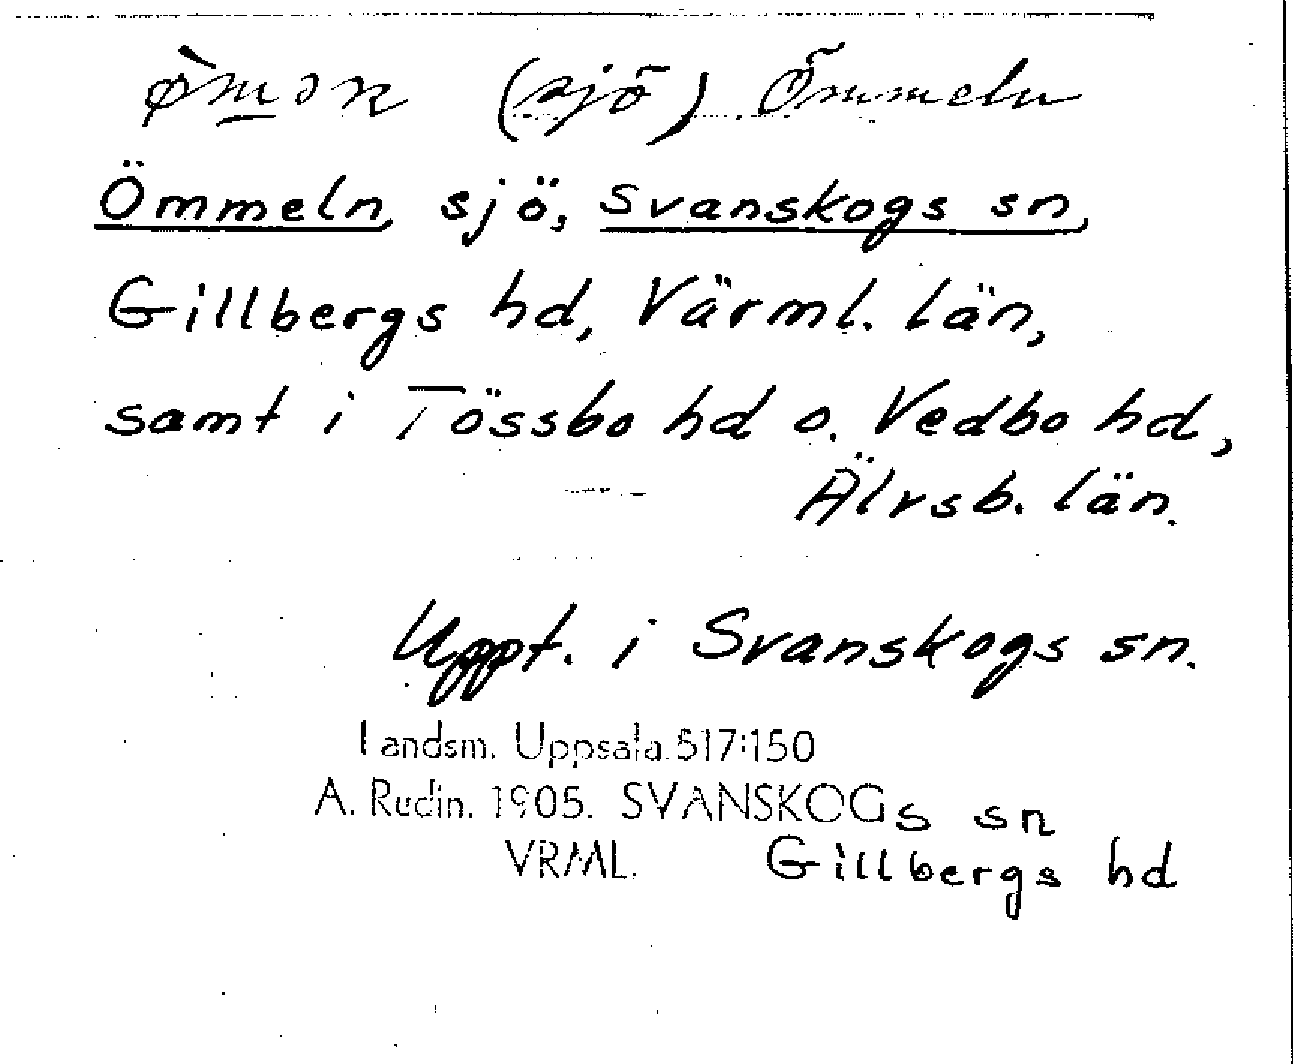 (sjö) Ömmeln
Ömmeln, sjö, Svanskogs sn,
Gillbergs hd, Värml. län,
samt i Tössbo hd o. Vedbo hd,
Älvsb. län.
Uppt. i Svanskogs sn.
Landsm. Uppsala 517:150
A. Rudin. 1905. SVANSKOGs sn
VRML. Gillbergs hd